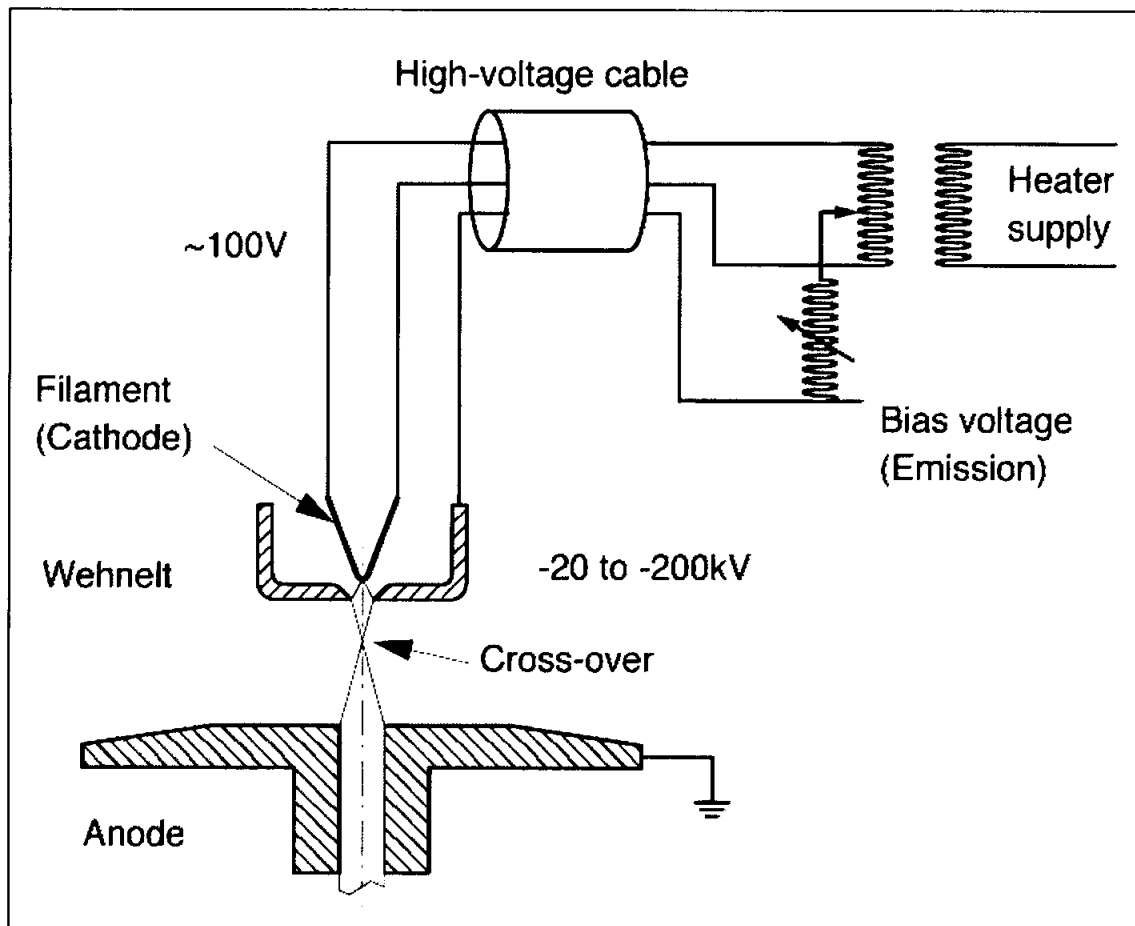 High-voltage cable
Heater
supply
~100V
Filament
(Cathode)
Bias voltage
(Emission)
Wehnelt
-20 to -200kV
Cross-over
Anode